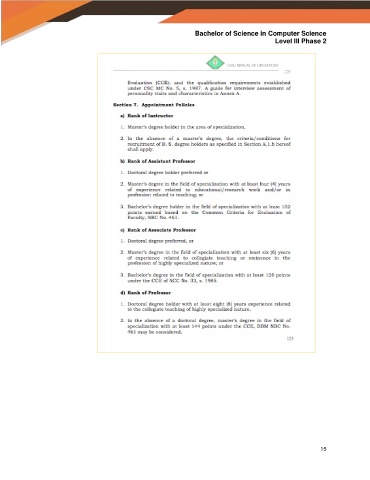 Bachelor of Science in Computer Science
Level III Phase 2
CvSU MANUAL OF OPERATIONS
Evaluation (CCE), and the qualification requirements established
under CSC MC No. 5, s. 1987. A guide for interview assessment of
personality traits and characteristics is Annex A.
Section 7. Appointment Policies
a) Rank of Instructor
1. Master's degree holder in the area of specialization.
2. In the absence of a master's degree, the criteria/conditions for
recruitment of B. S. degree holders as specified in Section A.1.b hereof
shall apply.
b) Rank of Assistant Professor
1. Doctoral degree holder preferred or
2. Master's degree in the field of specialization with at least four (4) years
of experience related to educational/research work and/or in
profession related to teaching; or
3. Bachelor's degree holder in the field of specialization with at least 102
points earned based on the Common Criteria for Evaluation of
Faculty, NBC No. 461.
c) Rank of Associate Professor
1. Doctoral degree preferred, or
2. Master's degree in the field of specialization with at least six (6) years
of experience related to collegiate teaching or eminence in the
profession of highly specialized nature; or
3. Bachelor's degree in the field of specialization with at least 126 points
under the CCE of NCC No. 33, s. 1985.
d) Rank of Professor
1. Doctoral degree holder with at least eight (8) years experience related
to the collegiate teaching of highly specialized nature.
2. In the absence of a doctoral degree, master's degree in the field of
specialization with at least 144 points under the CCE, DBM NBC No.
461 may be considered.
15